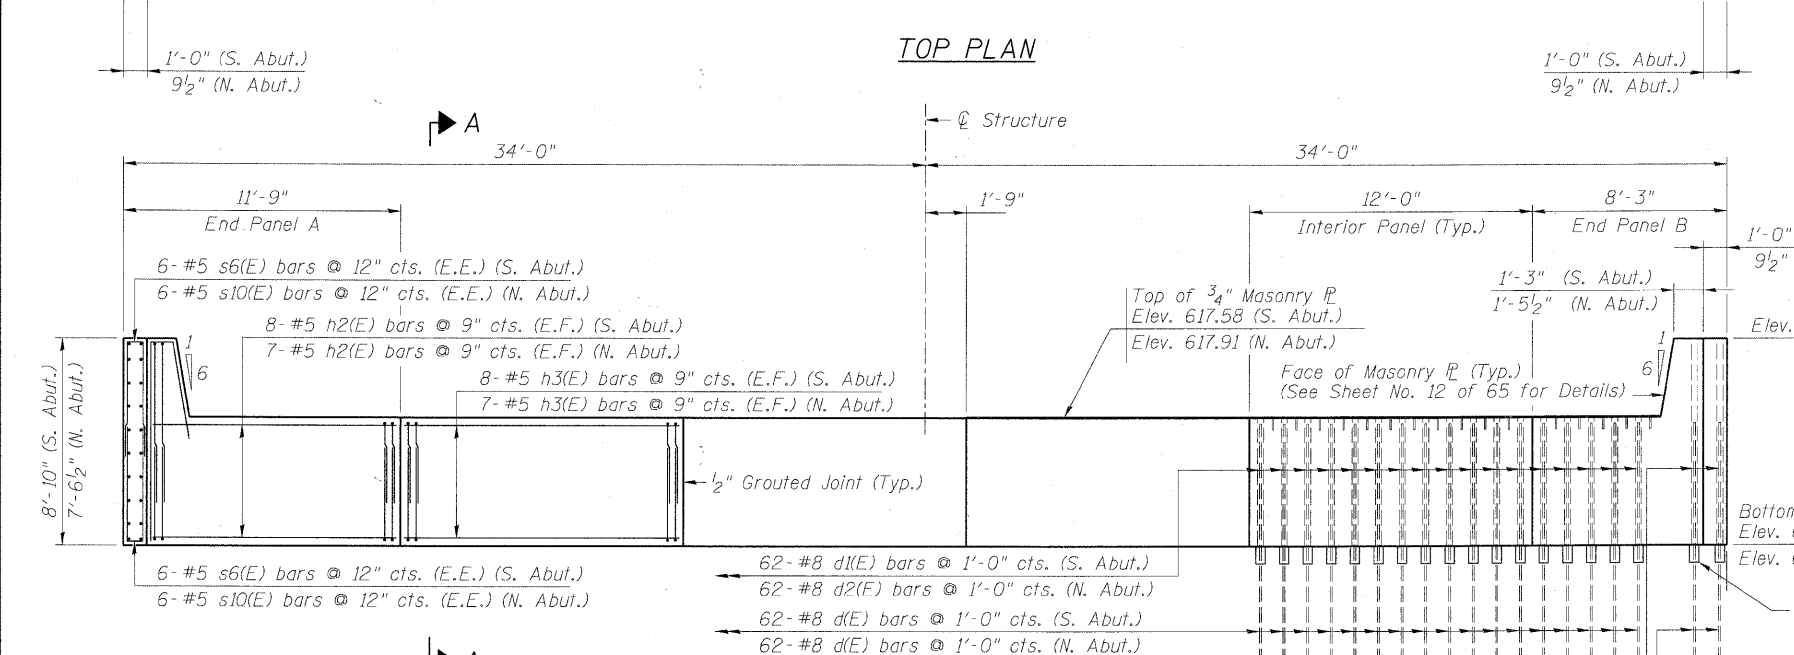 TOP PLAN
1'-0" (S. Abut.)
9½" (N. Abut.)
1'-0" (S. Abut.)
9½" (N. Abut.)
A
℄ Structure
34'-0"
34'-0"
11'-9"
End Panel A
1'-9"
12'-0"
Interior Panel (Typ.)
8'-3"
End Panel B
1'-0"
9½"
6-#5 s6(E) bars @ 12" cts. (E.E.) (S. Abut.)
6-#5 s10(E) bars @ 12" cts. (E.E.) (N. Abut.)
1'-3" (S. Abut.)
1'-5½" (N. Abut.)
Top of ¾" Masonry ⅊
Elev. 617.58 (S. Abut.)
Elev. 617.91 (N. Abut.)
Elev.
8-#5 h2(E) bars @ 9" cts. (E.F.) (S. Abut.)
7-#5 h2(E) bars @ 9" cts. (E.F.) (N. Abut.)
1
6
1
6
8-#5 h3(E) bars @ 9" cts. (E.F.) (S. Abut.)
7-#5 h3(E) bars @ 9" cts. (E.F.) (N. Abut.)
Face of Masonry ⅊ (Typ.)
(See Sheet No. 12 of 65 for Details)
8'-10" (S. Abut.)
7'-6½" (N. Abut.)
½" Grouted Joint (Typ.)
Bottom
Elev.
Elev.
6-#5 s6(E) bars @ 12" cts. (E.E.) (S. Abut.)
6-#5 s10(E) bars @ 12" cts. (E.E.) (N. Abut.)
62-#8 d1(E) bars @ 1'-0" cts. (S. Abut.)
62-#8 d2(E) bars @ 1'-0" cts. (N. Abut.)
62-#8 d(E) bars @ 1'-0" cts. (S. Abut.)
62-#8 d(E) bars @ 1'-0" cts. (N. Abut.)